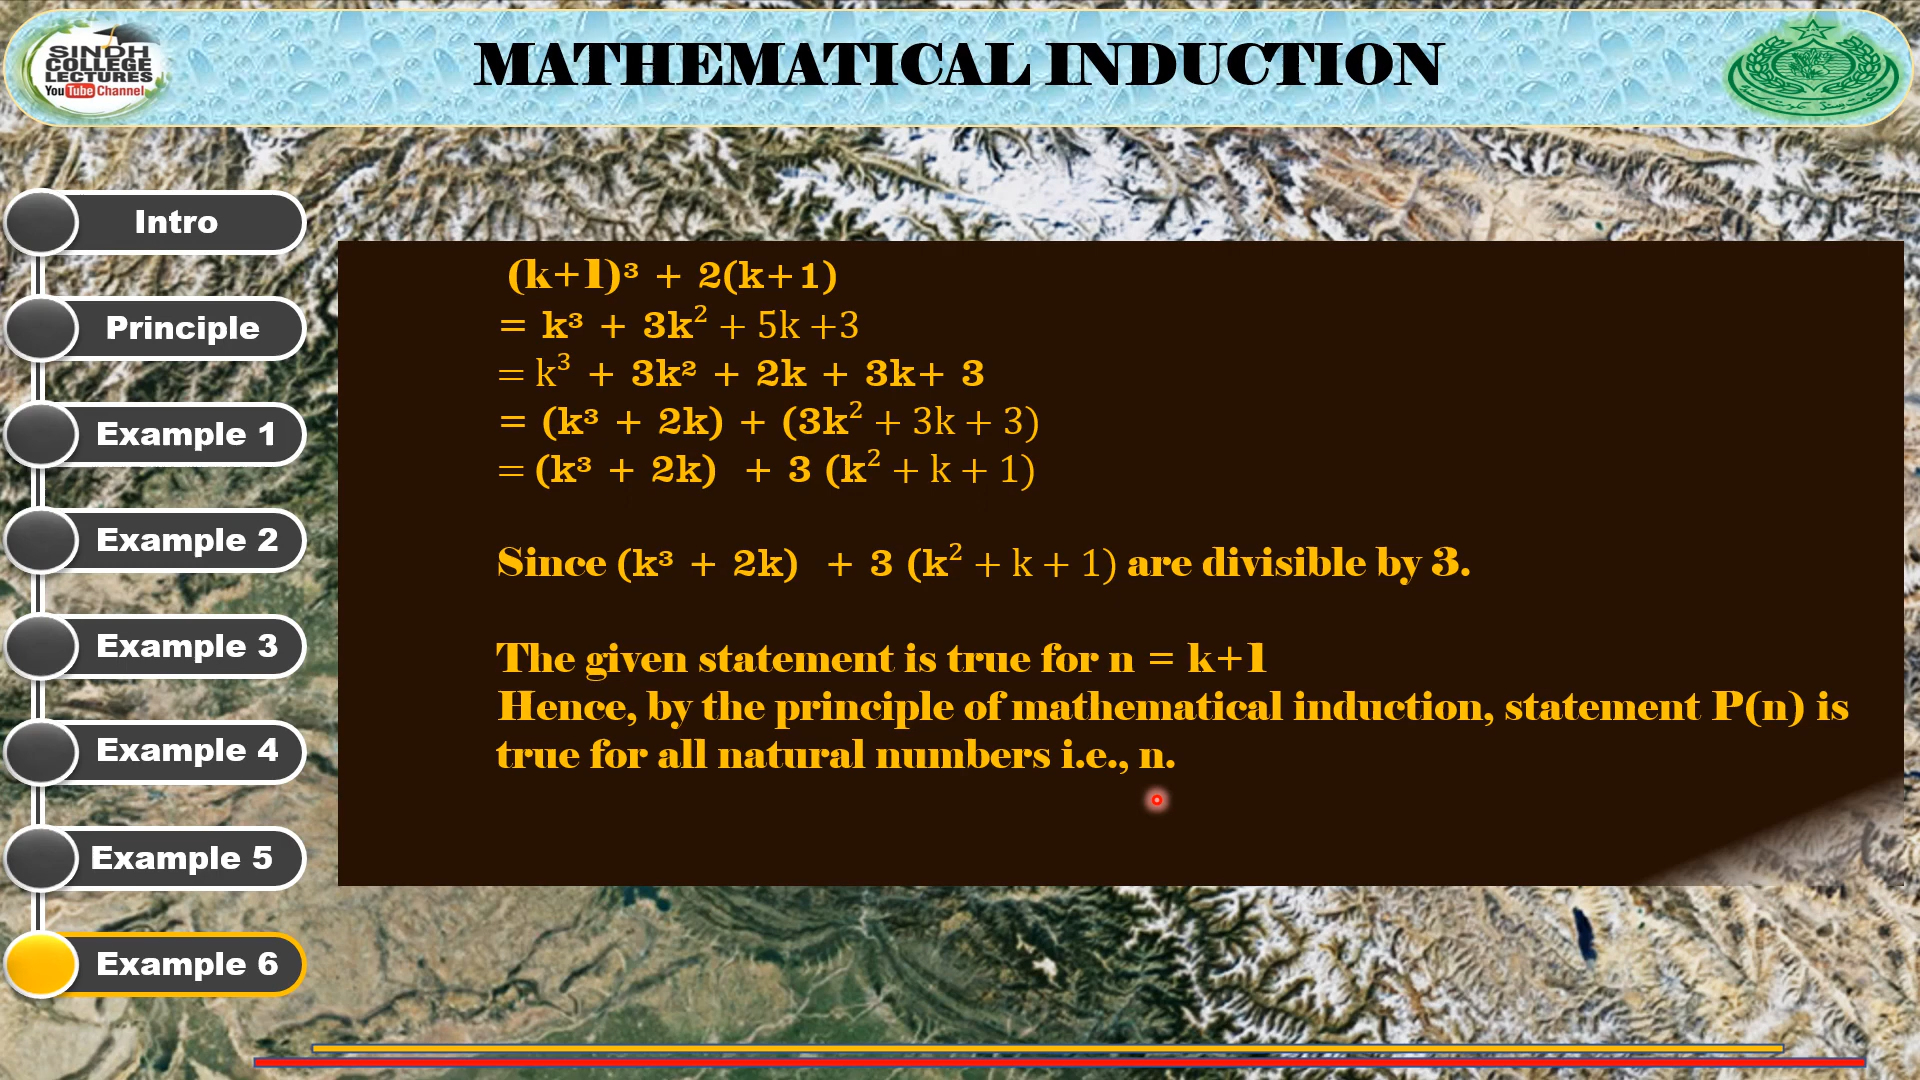 SINDH
COLLEGE
LECTURES
YouTube Channel
MATHEMATICAL INDUCTION
Intro
Principle
Example 1
Example 2
Example 3
Example 4
Example 5
Example 6
(k+1)³ + 2(k+1)
= k³ + 3k² + 5k +3
= k³ + 3k² + 2k + 3k+ 3
= (k³ + 2k) + (3k² + 3k + 3)
= (k³ + 2k) + 3 (k² + k + 1)
Since (k³ + 2k) + 3 (k² + k + 1) are divisible by 3.
The given statement is true for n = k+1
Hence, by the principle of mathematical induction, statement P(n) is
true for all natural numbers i.e., n.